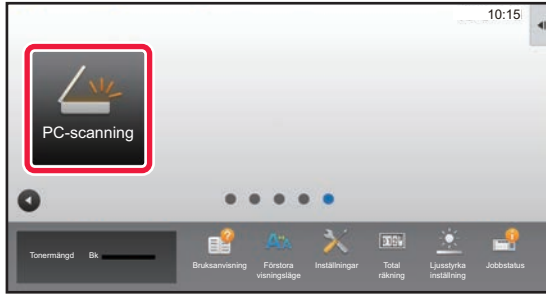 10:15
PC-scanning
Tonermängd Bk
Bruksanvisning
Förstora
visningsläge
Inställningar
Total
räkning
Ljusstyrka
inställning
Jobbstatus